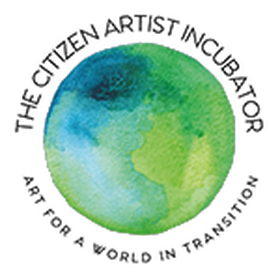 THE CITIZEN ARTIST INCUBATOR
ART FOR A WORLD IN TRANSITION